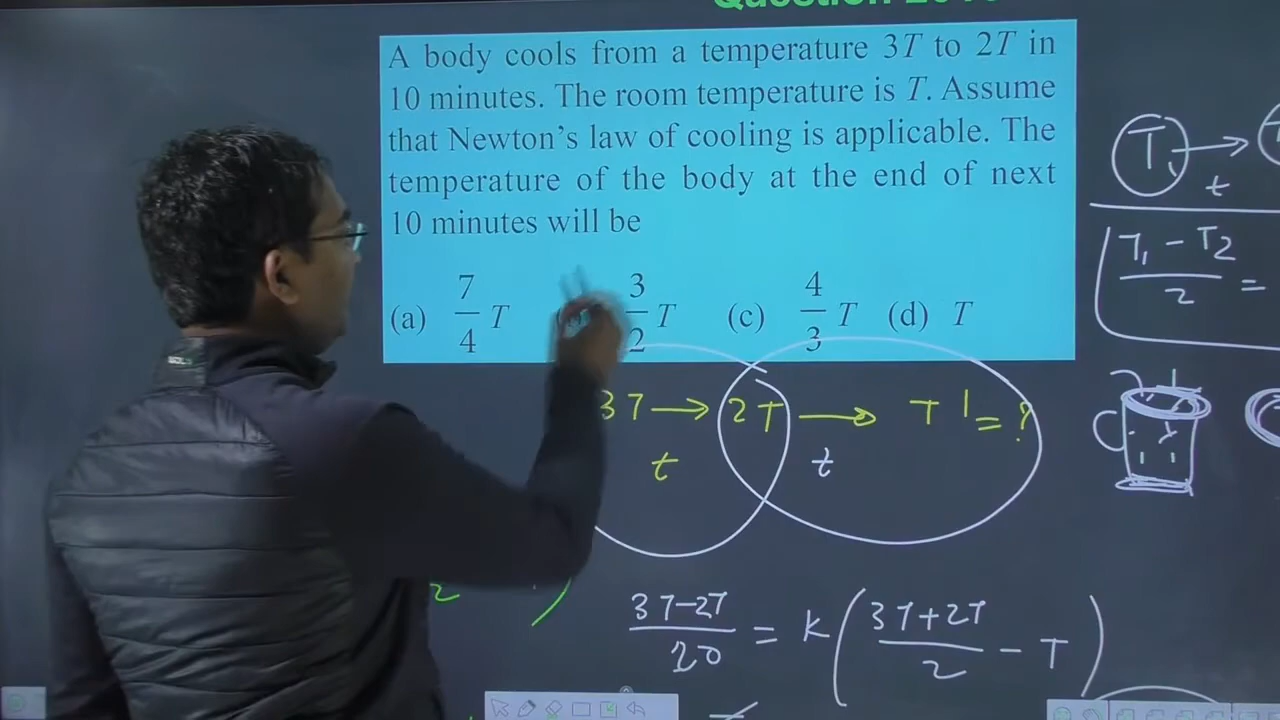 A body cools from a temperature 3T to 2T in
10 minutes. The room temperature is T. Assume
that Newton's law of cooling is applicable. The
temperature of the body at the end of next
10 minutes will be
(a) 7/4 T 3/2 T (c) 4/3 T (d) T
T₁ → t
T₁ - T₂ / 2 =
3T → 2T → T' = ?
t t
2 )
3T-2T / 20 = K ( 3T+2T / 2 - T )